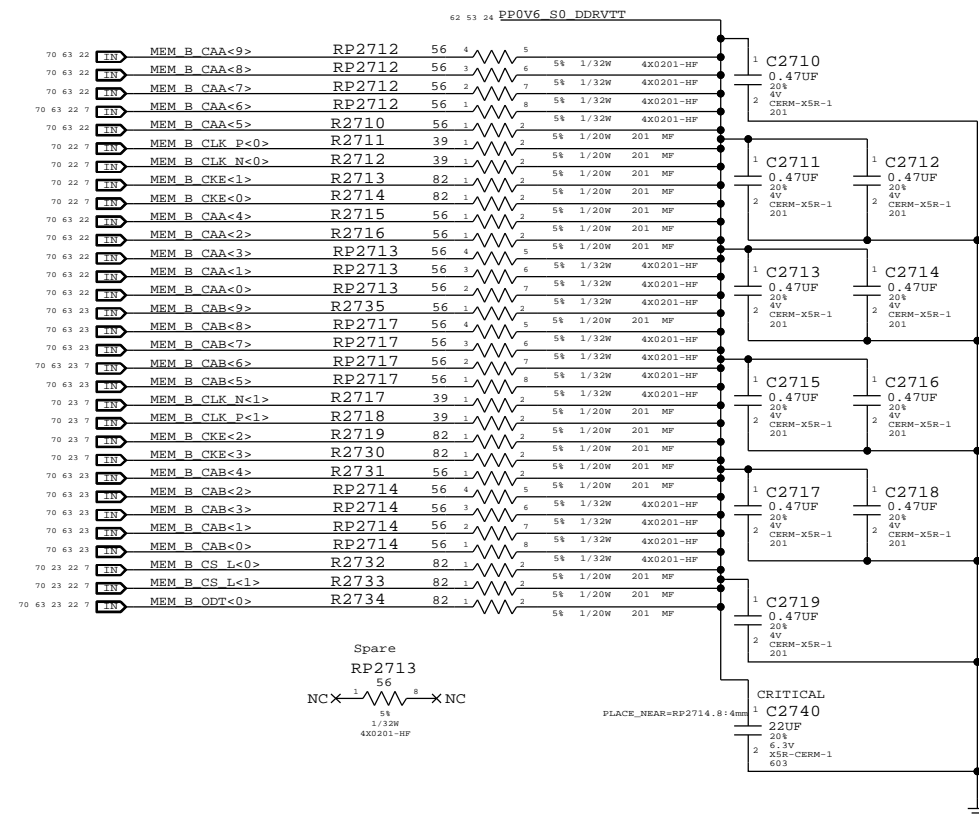 62 53 24 PP0V6_S0_DDRVTT
70 63 22 IN MEM_B_CAA<9> RP2712 56 4 5 5% 1/32W 4X0201-HF
70 63 22 IN MEM_B_CAA<8> RP2712 56 3 6 5% 1/32W 4X0201-HF
70 63 22 IN MEM_B_CAA<7> RP2712 56 2 7 5% 1/32W 4X0201-HF
70 63 22 7 IN MEM_B_CAA<6> RP2712 56 1 8 5% 1/32W 4X0201-HF
70 63 22 IN MEM_B_CAA<5> R2710 56 1 2 5% 1/20W 201 MF
70 22 7 IN MEM_B_CLK_P<0> R2711 39 1 2 5% 1/20W 201 MF
70 22 7 IN MEM_B_CLK_N<0> R2712 39 1 2 5% 1/20W 201 MF
70 22 7 IN MEM_B_CKE<1> R2713 82 1 2 5% 1/20W 201 MF
70 22 7 IN MEM_B_CKE<0> R2714 82 1 2 5% 1/20W 201 MF
70 63 22 IN MEM_B_CAA<4> R2715 56 1 2 5% 1/20W 201 MF
70 63 22 IN MEM_B_CAA<2> R2716 56 1 2 5% 1/20W 201 MF
70 63 22 IN MEM_B_CAA<3> RP2713 56 4 5 5% 1/32W 4X0201-HF
70 63 22 IN MEM_B_CAA<1> RP2713 56 3 6 5% 1/32W 4X0201-HF
70 63 22 IN MEM_B_CAA<0> RP2713 56 2 7 5% 1/32W 4X0201-HF
70 63 23 IN MEM_B_CAB<9> R2735 56 1 2 5% 1/20W 201 MF
70 63 23 IN MEM_B_CAB<8> RP2717 56 4 5 5% 1/32W 4X0201-HF
70 63 23 IN MEM_B_CAB<7> RP2717 56 3 6 5% 1/32W 4X0201-HF
70 63 23 7 IN MEM_B_CAB<6> RP2717 56 2 7 5% 1/32W 4X0201-HF
70 63 23 IN MEM_B_CAB<5> RP2717 56 1 8 5% 1/32W 4X0201-HF
70 23 7 IN MEM_B_CLK_N<1> R2717 39 1 2 5% 1/20W 201 MF
70 23 7 IN MEM_B_CLK_P<1> R2718 39 1 2 5% 1/20W 201 MF
70 23 7 IN MEM_B_CKE<2> R2719 82 1 2 5% 1/20W 201 MF
70 23 7 IN MEM_B_CKE<3> R2730 82 1 2 5% 1/20W 201 MF
70 63 23 IN MEM_B_CAB<4> R2731 56 1 2 5% 1/20W 201 MF
70 63 23 IN MEM_B_CAB<2> RP2714 56 4 5 5% 1/32W 4X0201-HF
70 63 23 IN MEM_B_CAB<3> RP2714 56 3 6 5% 1/32W 4X0201-HF
70 63 23 IN MEM_B_CAB<1> RP2714 56 2 7 5% 1/32W 4X0201-HF
70 63 23 IN MEM_B_CAB<0> RP2714 56 1 8 5% 1/32W 4X0201-HF
70 23 22 7 IN MEM_B_CS_L<0> R2732 82 1 2 5% 1/20W 201 MF
70 23 22 7 IN MEM_B_CS_L<1> R2733 82 1 2 5% 1/20W 201 MF
70 63 23 22 7 IN MEM_B_ODT<0> R2734 82 1 2 5% 1/20W 201 MF
Spare
RP2713
56
NC 1 8 NC
5%
1/32W
4X0201-HF
1 C2710
0.47UF
20%
4V
2 CERM-X5R-1
201
1 C2711
0.47UF
20%
4V
2 CERM-X5R-1
201
1 C2712
0.47UF
20%
4V
2 CERM-X5R-1
201
1 C2713
0.47UF
20%
4V
2 CERM-X5R-1
201
1 C2714
0.47UF
20%
4V
2 CERM-X5R-1
201
1 C2715
0.47UF
20%
4V
2 CERM-X5R-1
201
1 C2716
0.47UF
20%
4V
2 CERM-X5R-1
201
1 C2717
0.47UF
20%
4V
2 CERM-X5R-1
201
1 C2718
0.47UF
20%
4V
2 CERM-X5R-1
201
1 C2719
0.47UF
20%
4V
2 CERM-X5R-1
201
CRITICAL
PLACE_NEAR=RP2714.8:4mm 1 C2740
22UF
20%
6.3V
2 X5R-CERM-1
603